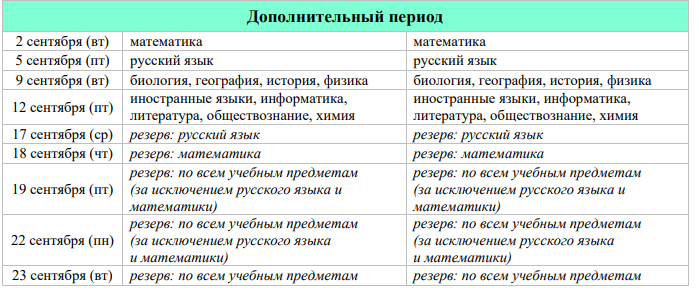 Дополнительный период
2 сентября (вт) математика математика
5 сентября (пт) русский язык русский язык
9 сентября (вт) биология, география, история, физика биология, география, история, физика
12 сентября (пт) иностранные языки, информатика, иностранные языки, информатика,
литература, обществознание, химия литература, обществознание, химия
17 сентября (ср) резерв: русский язык резерв: русский язык
18 сентября (чт) резерв: математика резерв: математика
19 сентября (пт) резерв: по всем учебным предметам резерв: по всем учебным предметам
(за исключением русского языка и (за исключением русского языка и
математики) математики)
22 сентября (пн) резерв: по всем учебным предметам резерв: по всем учебным предметам
(за исключением русского языка (за исключением русского языка
и математики) и математики)
23 сентября (вт) резерв: по всем учебным предметам резерв: по всем учебным предметам